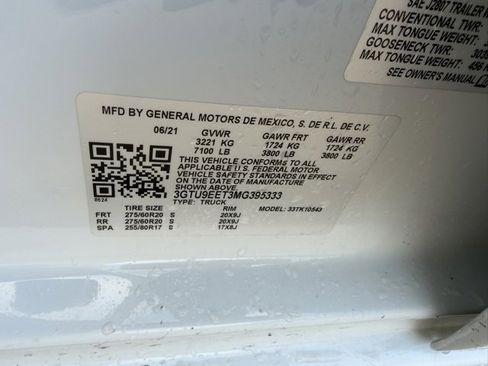 SAE J2807 TRAILER
CONVENTIONAL TWR:
MAX TONGUE WEIGHT:
GOOSENECK TWR:
MAX TONGUE WEIGHT:
SEE OWNER'S MANUAL
MFD BY GENERAL MOTORS DE MEXICO, S. DE R.L. DE C.V.
06/21 GVWR GAWR FRT GAWR RR
3221 KG 1724 KG 1724 KG
7100 LB 3800 LB 3800 LB
THIS VEHICLE CONFORMS TO ALL
APPLICABLE U.S. FEDERAL MOTOR
VEHICLE SAFETY STANDARDS IN EFFECT
ON THE DATE OF MANUFACTURE SHOWN
ABOVE.
3GTU9EET3MG395333
TYPE: TRUCK MODEL: 33TK10543
8624
TIRE SIZE RIM
FRT 275/60R20 S 20X9J
RR 275/60R20 S 20X9J
SPA 255/80R17 S 17X8J